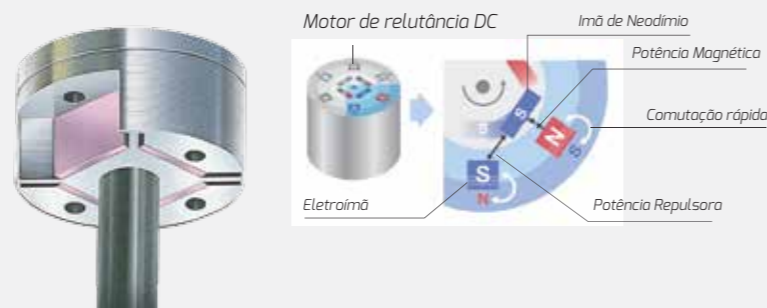 Motor de relutância DC
Imã de Neodímio
Potência Magnética
Comutação rápida
S
N
S
S
N
Eletroímã
Potência Repulsora